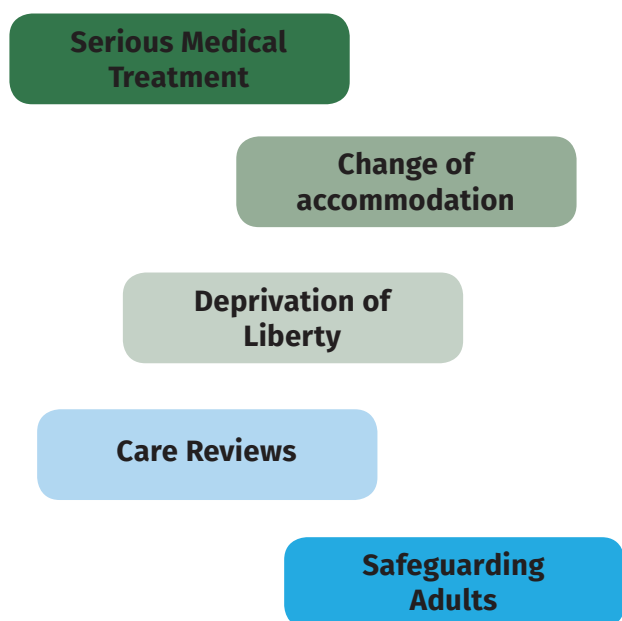 Serious Medical
Treatment
Change of
accommodation
Deprivation of
Liberty
Care Reviews
Safeguarding
Adults